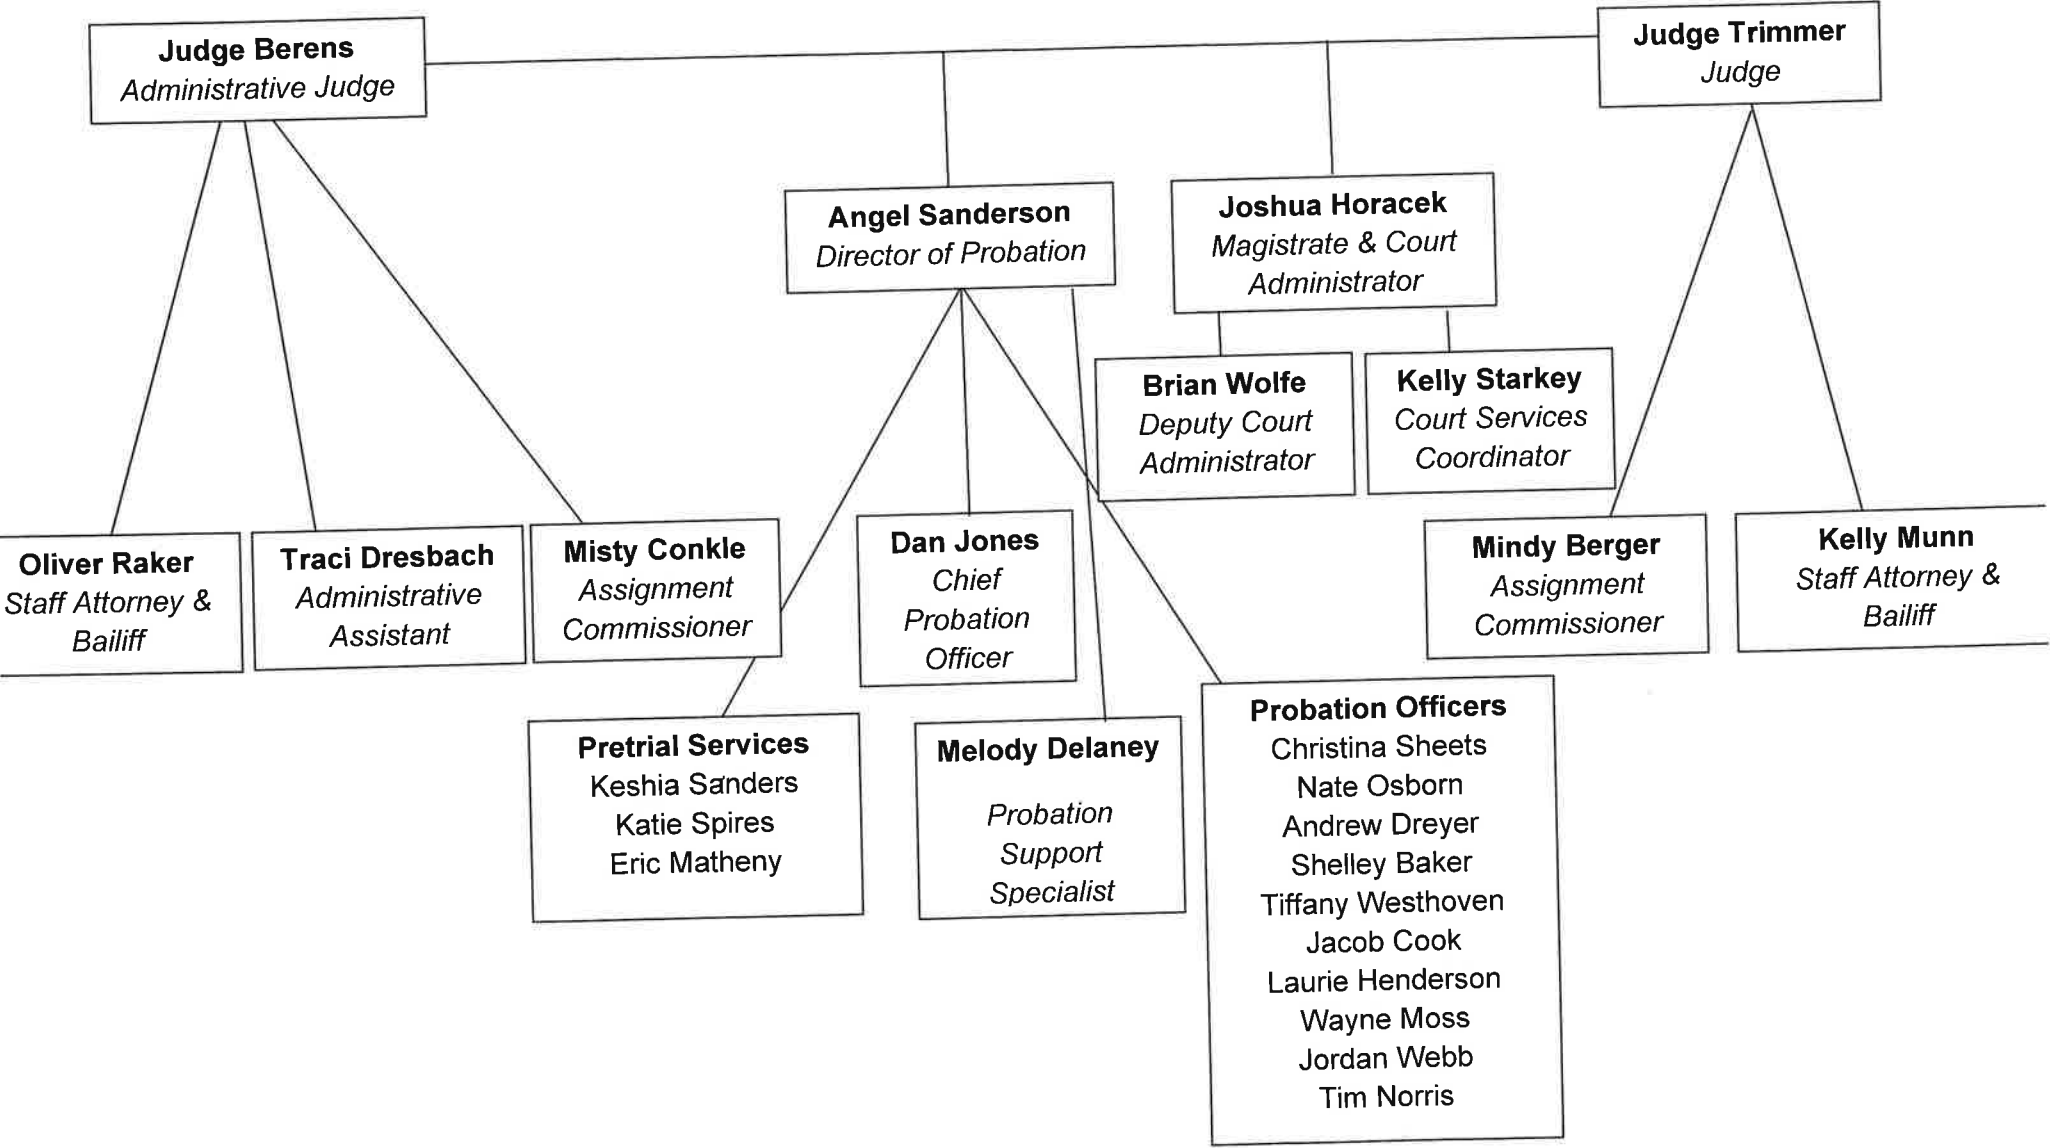 Judge Berens
Administrative Judge
Judge Trimmer
Judge
Angel Sanderson
Director of Probation
Joshua Horacek
Magistrate & Court
Administrator
Brian Wolfe
Deputy Court
Administrator
Kelly Starkey
Court Services
Coordinator
Oliver Raker
Staff Attorney &
Bailiff
Traci Dresbach
Administrative
Assistant
Misty Conkle
Assignment
Commissioner
Dan Jones
Chief
Probation
Officer
Mindy Berger
Assignment
Commissioner
Kelly Munn
Staff Attorney &
Bailiff
Pretrial Services
Keshia Sanders
Katie Spires
Eric Matheny
Melody Delaney
Probation
Support
Specialist
Probation Officers
Christina Sheets
Nate Osborn
Andrew Dreyer
Shelley Baker
Tiffany Westhoven
Jacob Cook
Laurie Henderson
Wayne Moss
Jordan Webb
Tim Norris